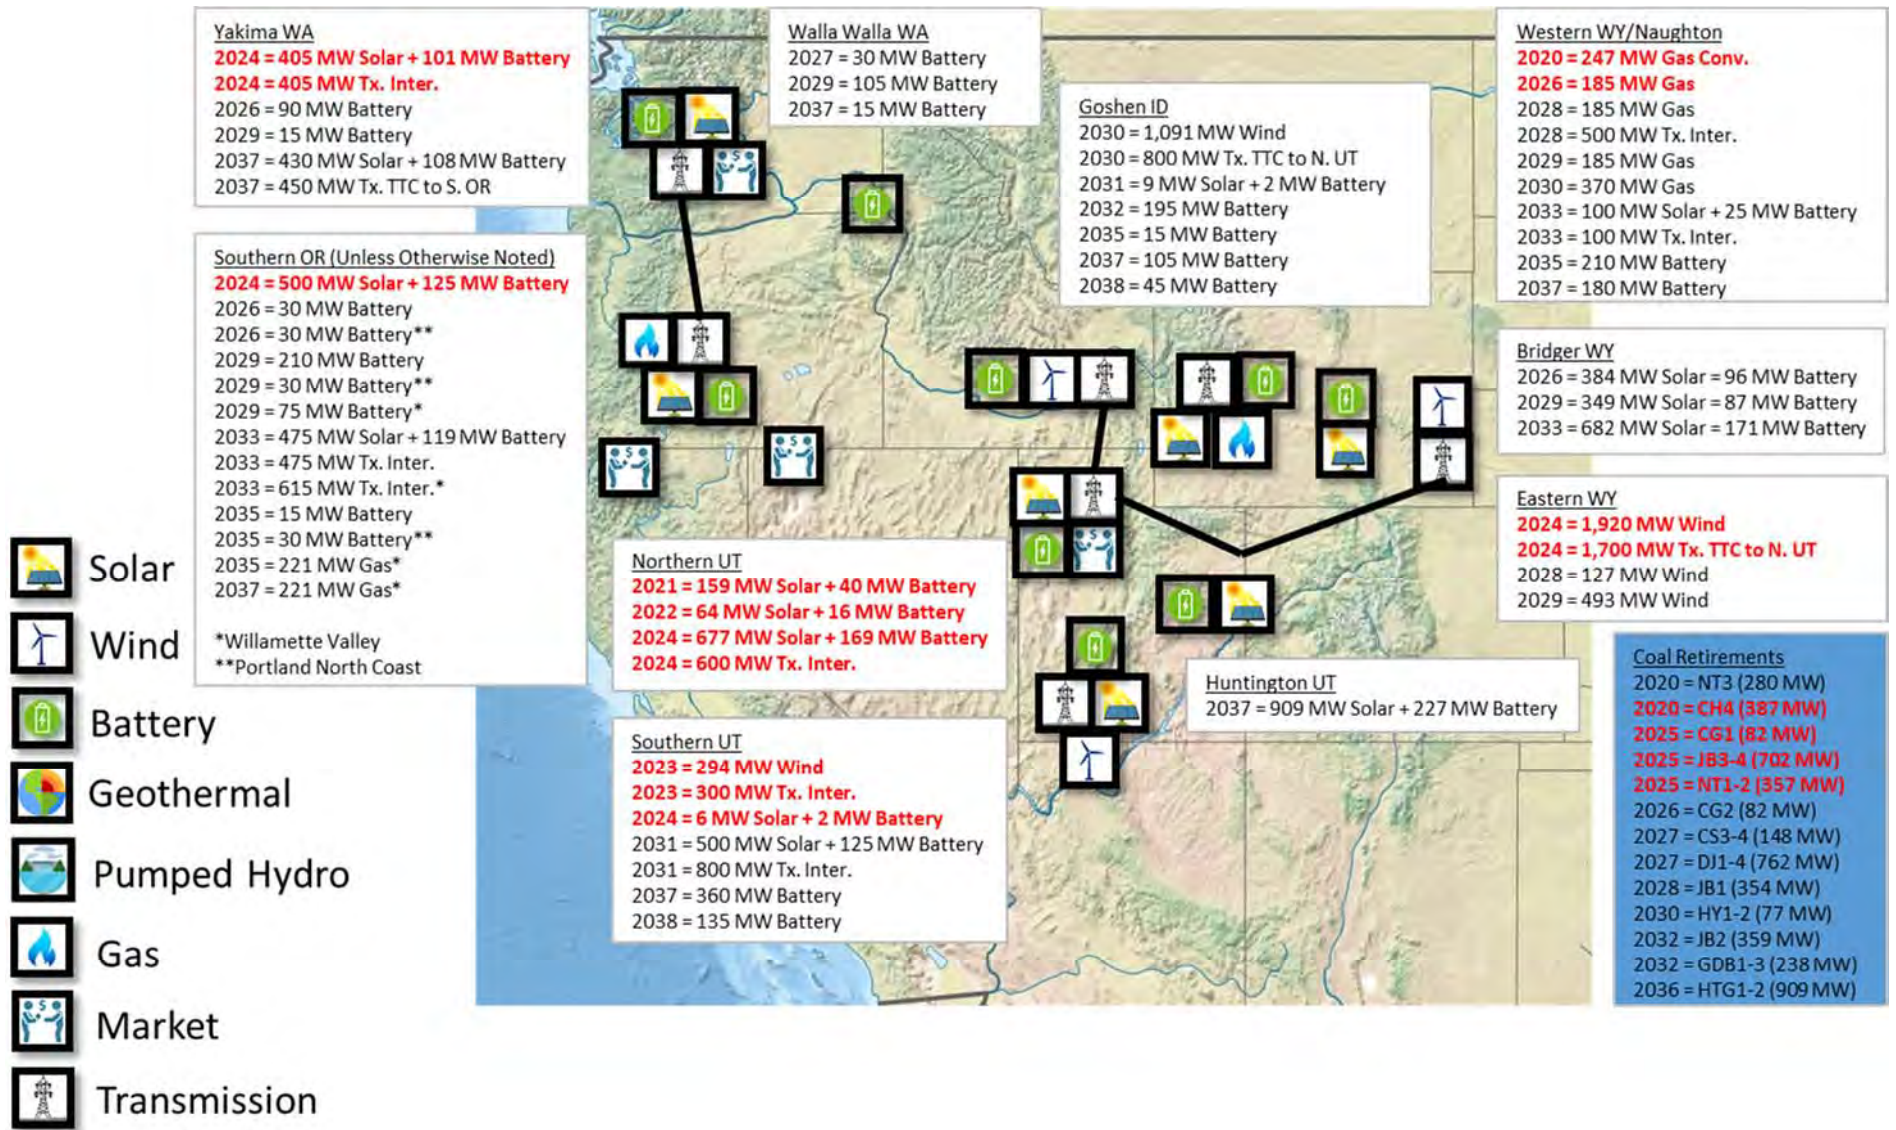 Yakima WA
2024 = 405 MW Solar + 101 MW Battery
2024 = 405 MW Tx. Inter.
2026 = 90 MW Battery
2029 = 15 MW Battery
2037 = 430 MW Solar + 108 MW Battery
2037 = 450 MW Tx. TTC to S. OR
Walla Walla WA
2027 = 30 MW Battery
2029 = 105 MW Battery
2037 = 15 MW Battery
Goshen ID
2030 = 1,091 MW Wind
2030 = 800 MW Tx. TTC to N. UT
2031 = 9 MW Solar + 2 MW Battery
2032 = 195 MW Battery
2035 = 15 MW Battery
2037 = 105 MW Battery
2038 = 45 MW Battery
Western WY/Naughton
2020 = 247 MW Gas Conv.
2026 = 185 MW Gas
2028 = 185 MW Gas
2028 = 500 MW Tx. Inter.
2029 = 185 MW Gas
2030 = 370 MW Gas
2033 = 100 MW Solar + 25 MW Battery
2033 = 100 MW Tx. Inter.
2035 = 210 MW Battery
2037 = 180 MW Battery
Southern OR (Unless Otherwise Noted)
2024 = 500 MW Solar + 125 MW Battery
2026 = 30 MW Battery
2026 = 30 MW Battery**
2029 = 210 MW Battery
2029 = 30 MW Battery**
2029 = 75 MW Battery*
2033 = 475 MW Solar + 119 MW Battery
2033 = 475 MW Tx. Inter.
2033 = 615 MW Tx. Inter.*
2035 = 15 MW Battery
2035 = 30 MW Battery**
2035 = 221 MW Gas*
2037 = 221 MW Gas*
*Willamette Valley
**Portland North Coast
Bridger WY
2026 = 384 MW Solar = 96 MW Battery
2029 = 349 MW Solar = 87 MW Battery
2033 = 682 MW Solar = 171 MW Battery
Eastern WY
2024 = 1,920 MW Wind
2024 = 1,700 MW Tx. TTC to N. UT
2028 = 127 MW Wind
2029 = 493 MW Wind
Northern UT
2021 = 159 MW Solar + 40 MW Battery
2022 = 64 MW Solar + 16 MW Battery
2024 = 677 MW Solar + 169 MW Battery
2024 = 600 MW Tx. Inter.
Huntington UT
2037 = 909 MW Solar + 227 MW Battery
Southern UT
2023 = 294 MW Wind
2023 = 300 MW Tx. Inter.
2024 = 6 MW Solar + 2 MW Battery
2031 = 500 MW Solar + 125 MW Battery
2031 = 800 MW Tx. Inter.
2037 = 360 MW Battery
2038 = 135 MW Battery
Coal Retirements
2020 = NT3 (280 MW)
2020 = CH4 (387 MW)
2025 = CG1 (82 MW)
2025 = JB3-4 (702 MW)
2025 = NT1-2 (357 MW)
2026 = CG2 (82 MW)
2027 = CS3-4 (148 MW)
2027 = DJ1-4 (762 MW)
2028 = JB1 (354 MW)
2030 = HY1-2 (77 MW)
2032 = JB2 (359 MW)
2032 = GDB1-3 (238 MW)
2036 = HTG1-2 (909 MW)
Solar
Wind
Battery
Geothermal
Pumped Hydro
Gas
Market
Transmission